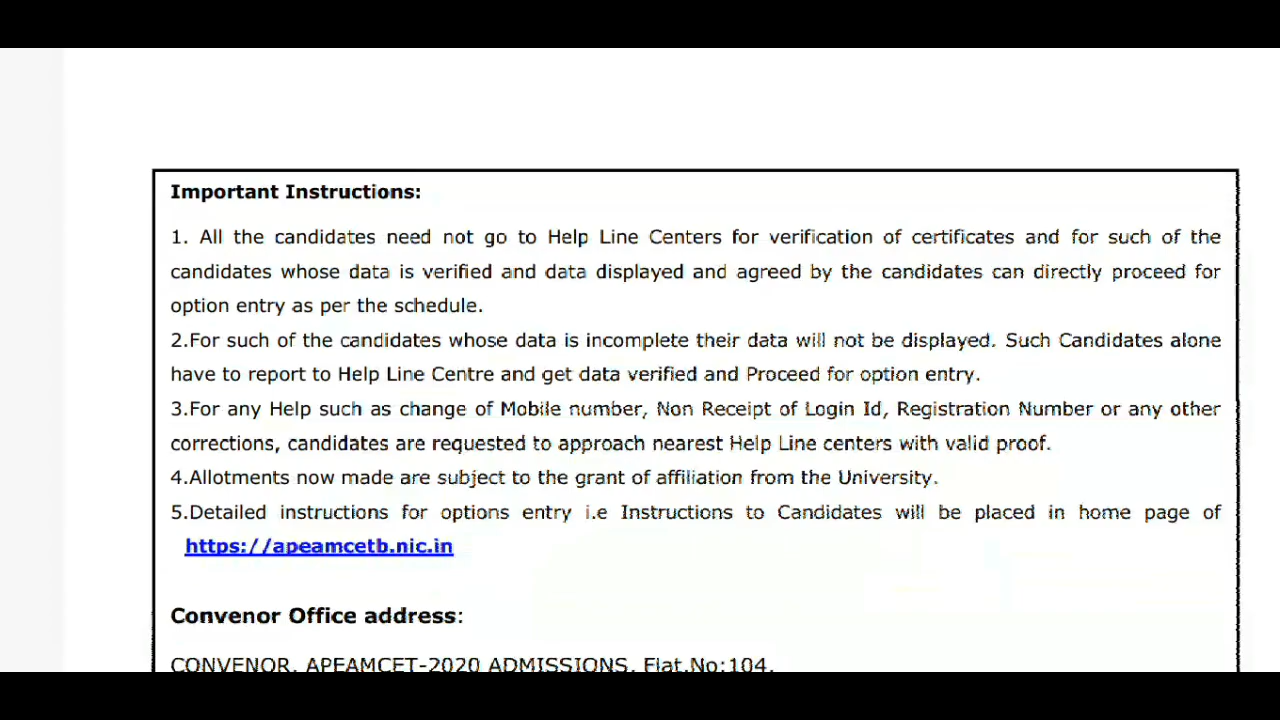 Important Instructions:
1. All the candidates need not go to Help Line Centers for verification of certificates and for such of the
candidates whose data is verified and data displayed and agreed by the candidates can directly proceed for
option entry as per the schedule.
2.For such of the candidates whose data is incomplete their data will not be displayed. Such Candidates alone
have to report to Help Line Centre and get data verified and Proceed for option entry.
3.For any Help such as change of Mobile number, Non Receipt of Login Id, Registration Number or any other
corrections, candidates are requested to approach nearest Help Line centers with valid proof.
4.Allotments now made are subject to the grant of affiliation from the University.
5.Detailed instructions for options entry i.e Instructions to Candidates will be placed in home page of
https://apeamcetb.nic.in
Convenor Office address:
CONVENOR, APEAMCET-2020 ADMISSIONS, Flat.No:104,